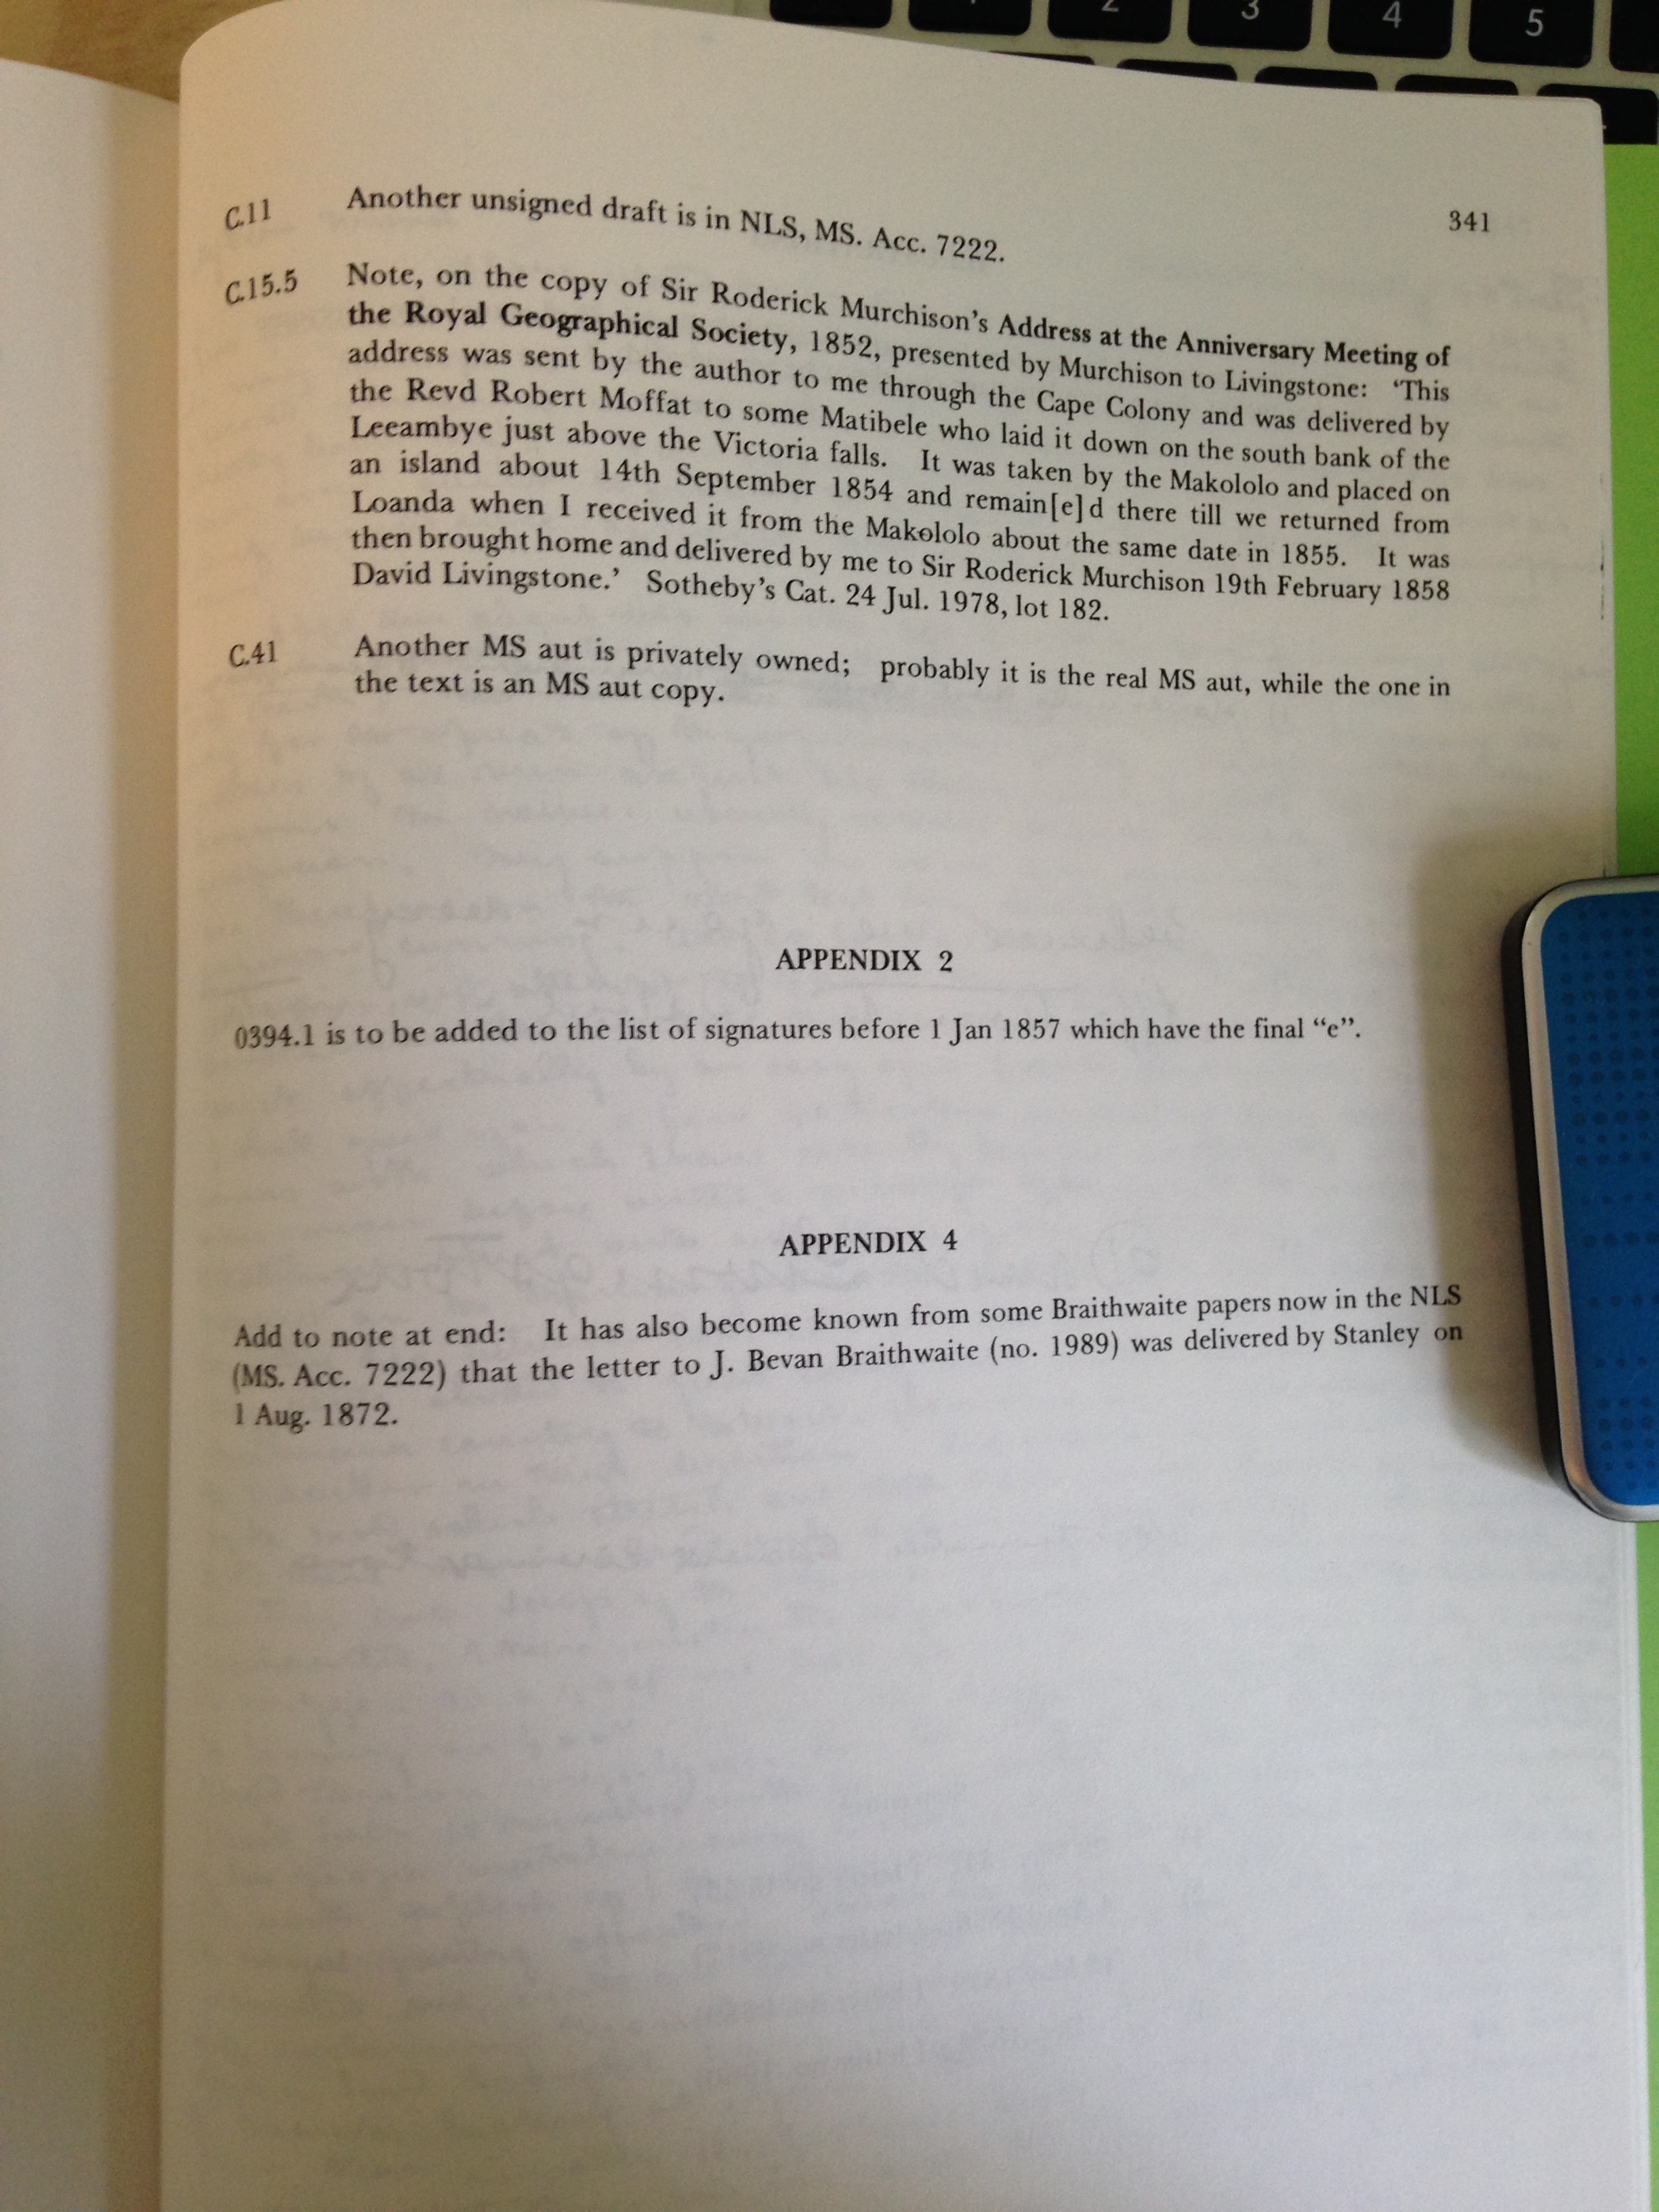 2 3 4 5
341
C.11 Another unsigned draft is in NLS, MS. Acc. 7222.
C.15.5 Note, on the copy of Sir Roderick Murchison's Address at the Anniversary Meeting of
the Royal Geographical Society, 1852, presented by Murchison to Livingstone: 'This
address was sent by the author to me through the Cape Colony and was delivered by
the Revd Robert Moffat to some Matibele who laid it down on the south bank of the
Leeambye just above the Victoria falls. It was taken by the Makololo and placed on
an island about 14th September 1854 and remain[e]d there till we returned from
Loanda when I received it from the Makololo about the same date in 1855. It was
then brought home and delivered by me to Sir Roderick Murchison 19th February 1858
David Livingstone.' Sotheby's Cat. 24 Jul. 1978, lot 182.
C.41 Another MS aut is privately owned; probably it is the real MS aut, while the one in
the text is an MS aut copy.
APPENDIX 2
0394.1 is to be added to the list of signatures before 1 Jan 1857 which have the final "e".
APPENDIX 4
Add to note at end: It has also become known from some Braithwaite papers now in the NLS
(MS. Acc. 7222) that the letter to J. Bevan Braithwaite (no. 1989) was delivered by Stanley on
1 Aug. 1872.